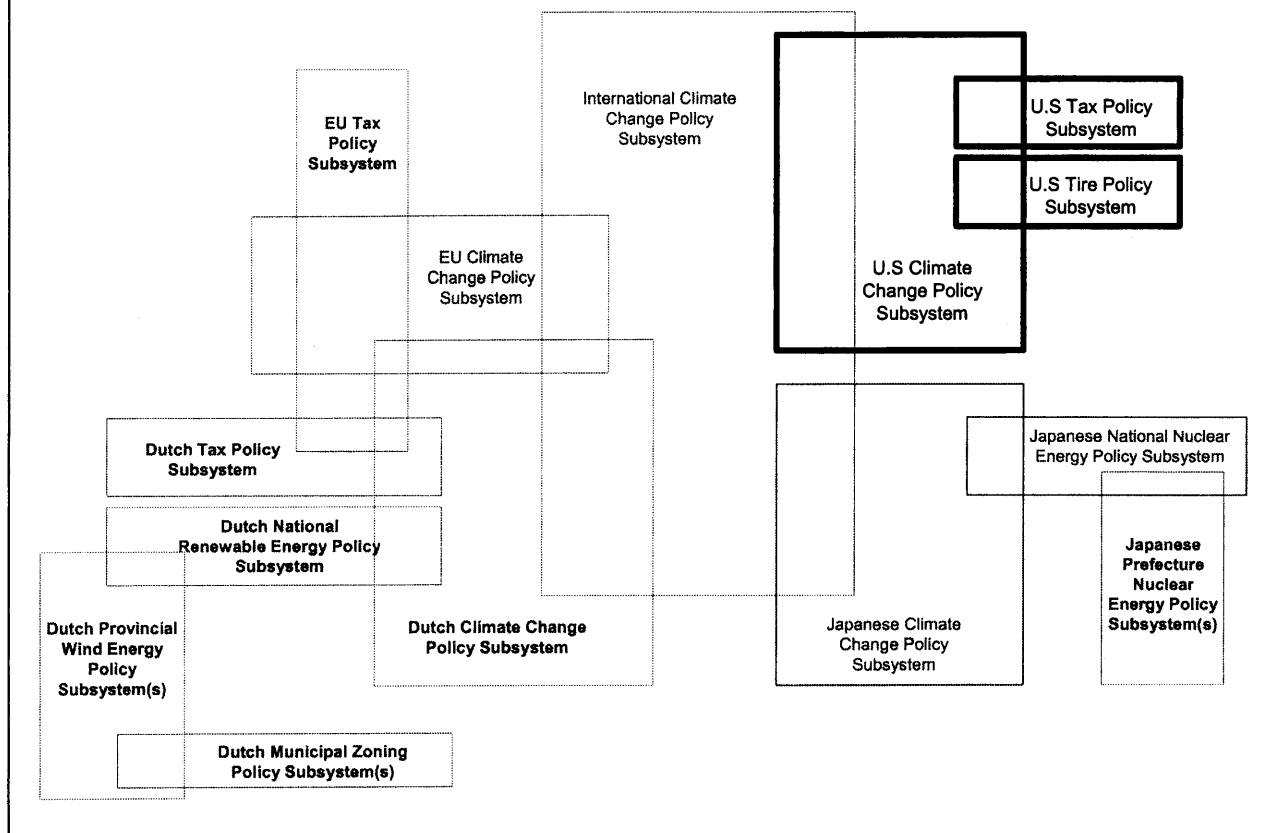 International Climate
Change Policy
Subsystem
U.S Tax Policy
Subsystem
EU Tax
Policy
Subsystem
U.S Tire Policy
Subsystem
EU Climate
Change Policy
Subsystem
U.S Climate
Change Policy
Subsystem
Dutch Tax Policy
Subsystem
Japanese National Nuclear
Energy Policy Subsystem
Dutch National
Renewable Energy Policy
Subsystem
Japanese
Prefecture
Nuclear
Energy Policy
Subsystem(s)
Dutch Provincial
Wind Energy
Policy
Subsystem(s)
Dutch Climate Change
Policy Subsystem
Japanese Climate
Change Policy
Subsystem
Dutch Municipal Zoning
Policy Subsystem(s)